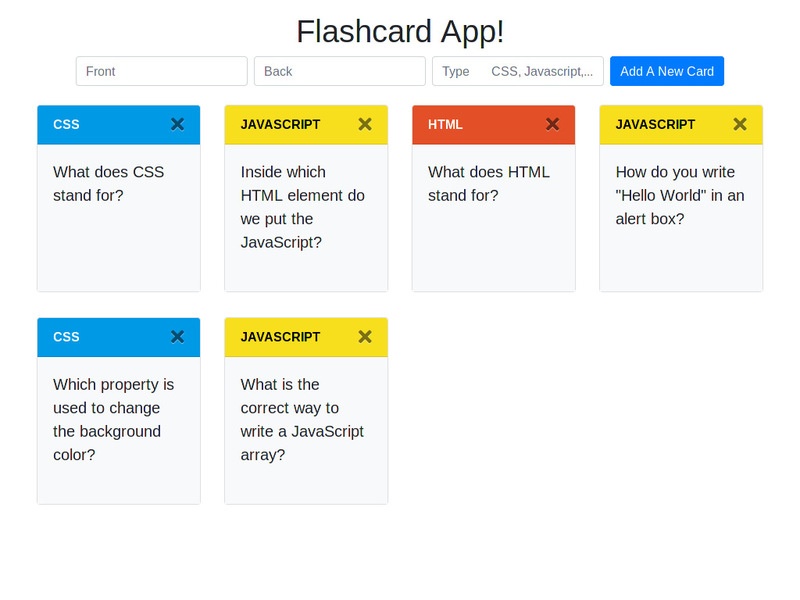 Flashcard App!
Front
Back
Type CSS, Javascript,...
Add A New Card
CSS
What does CSS
stand for?
JAVASCRIPT
Inside which
HTML element do
we put the
JavaScript?
HTML
What does HTML
stand for?
JAVASCRIPT
How do you write
"Hello World" in an
alert box?
CSS
Which property is
used to change
the background
color?
JAVASCRIPT
What is the
correct way to
write a JavaScript
array?